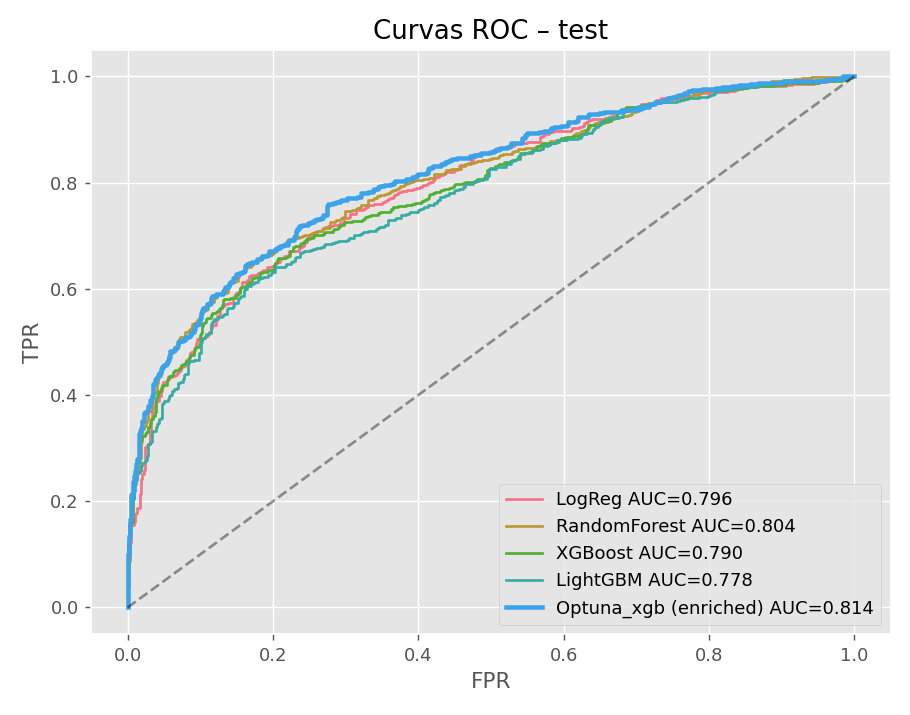 Curvas ROC – test
TPR
1.0
0.8
0.6
0.4
0.2
0.0
0.0 0.2 0.4 0.6 0.8 1.0
FPR
LogReg AUC=0.796
RandomForest AUC=0.804
XGBoost AUC=0.790
LightGBM AUC=0.778
Optuna_xgb (enriched) AUC=0.814